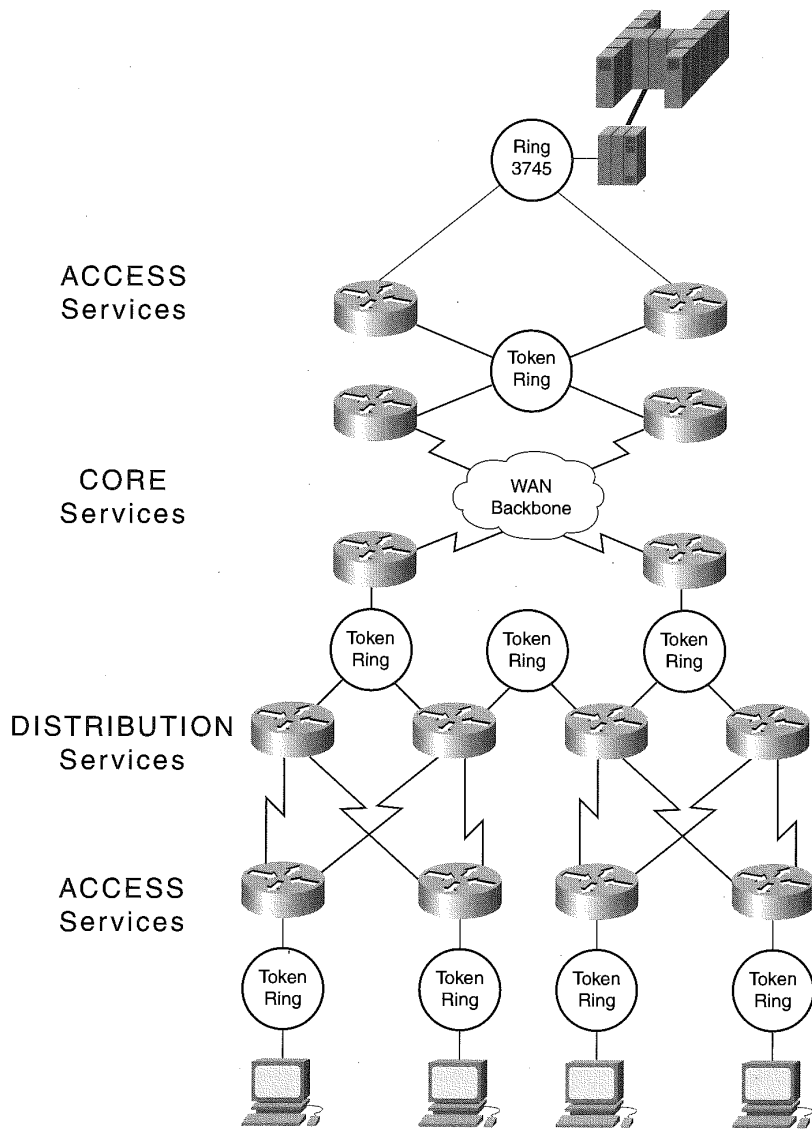 Ring
3745
ACCESS
Services
Token
Ring
CORE
Services
WAN
Backbone
Token
Ring
Token
Ring
Token
Ring
DISTRIBUTION
Services
ACCESS
Services
Token
Ring
Token
Ring
Token
Ring
Token
Ring